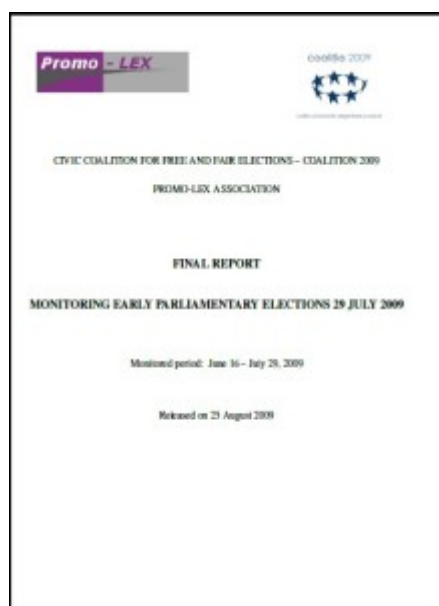 Promo - LEX
coalitia 2009
CIVIC COALITION FOR FREE AND FAIR ELECTIONS – COALITION 2009
PROMO-LEX ASSOCIATION
FINAL REPORT
MONITORING EARLY PARLIAMENTARY ELECTIONS 29 JULY 2009
Monitored period: June 16 – July 29, 2009
Released on 25 August 2009